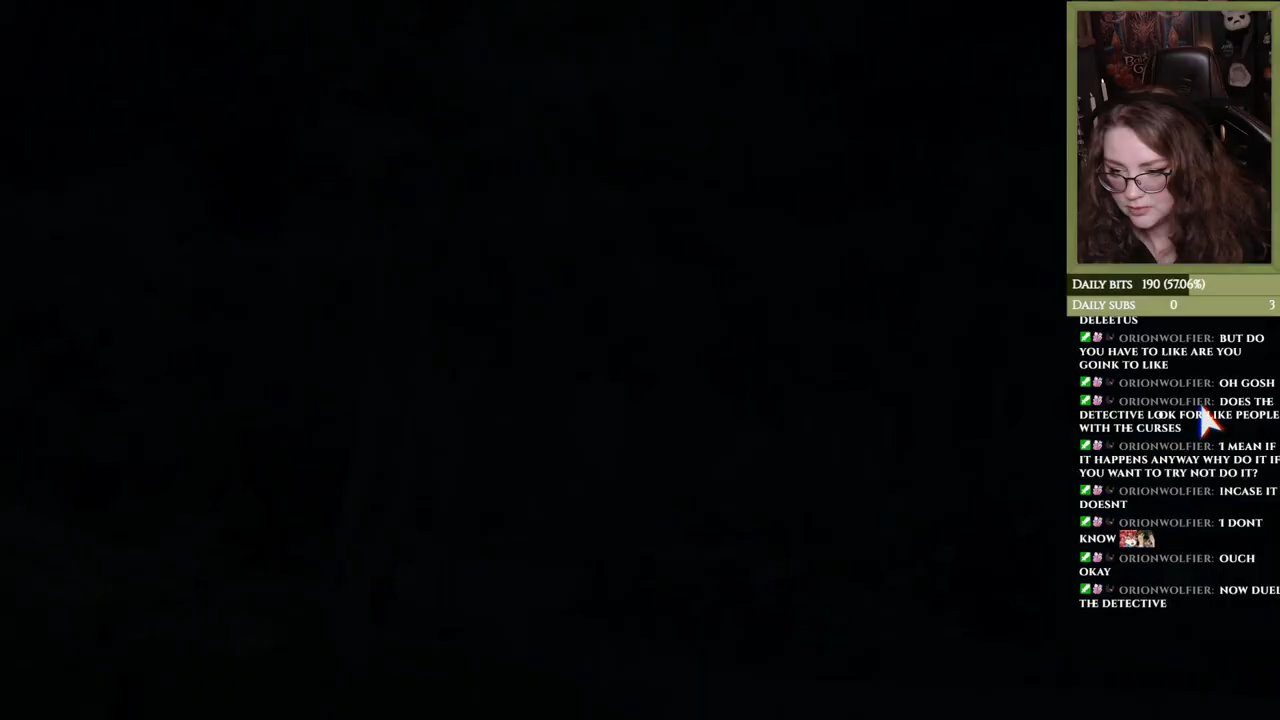 DAILY BITS 190 (57.06%)
DAILY SUBS 0 3
DELEETUS
ORIONWOLFIER: BUT DO
YOU HAVE TO LIKE ARE YOU
GOINK TO LIKE
ORIONWOLFIER: OH GOSH
ORIONWOLFIER: DOES THE
DETECTIVE LOOK FOR LIKE PEOPLE
WITH THE CURSES
ORIONWOLFIER: I MEAN IF
IT HAPPENS ANYWAY WHY DO IT IF
YOU WANT TO TRY NOT DO IT?
ORIONWOLFIER: INCASE IT
DOESNT
ORIONWOLFIER: I DONT
KNOW
ORIONWOLFIER: OUCH
OKAY
ORIONWOLFIER: NOW DUEL
THE DETECTIVE